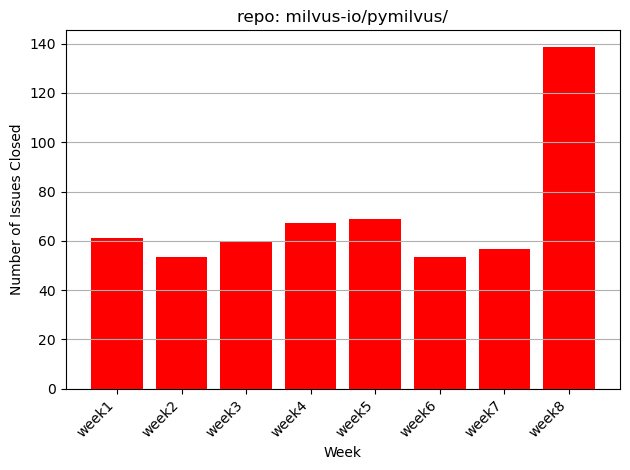 repo: milvus-io/pymilvus/
Number of Issues Closed
140
120
100
80
60
40
20
0
week1
week2
week3
week4
week5
week6
week7
week8
Week